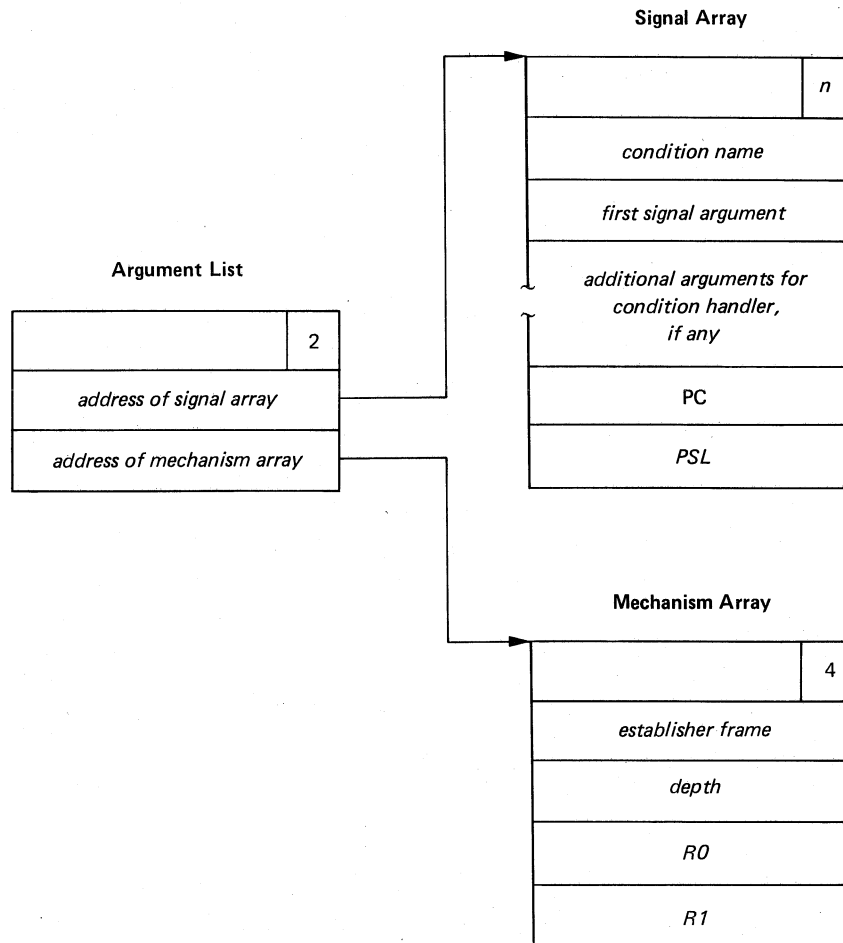 Signal Array
n
condition name
first signal argument
additional arguments for
condition handler,
if any
PC
PSL
Argument List
2
address of signal array
address of mechanism array
Mechanism Array
4
establisher frame
depth
R0
R1